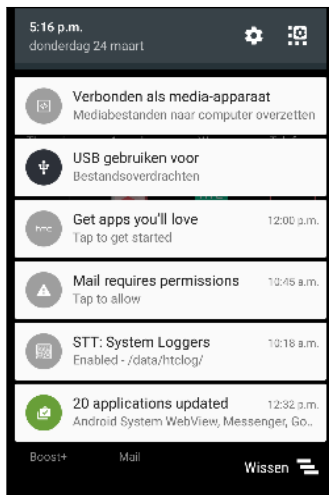 5:16 p.m.
donderdag 24 maart
Verbonden als media-apparaat
Mediabestanden naar computer overzetten
USB gebruiken voor
Bestandsoverdrachten
Get apps you'll love 12:00 p.m.
Tap to get started
Mail requires permissions 10:45 a.m.
Tap to allow
STT: System Loggers 10:18 a.m.
Enabled - /data/htclog/
20 applications updated 12:32 p.m.
Android System WebView, Messenger, Go..
Boost+ Mail
Wissen